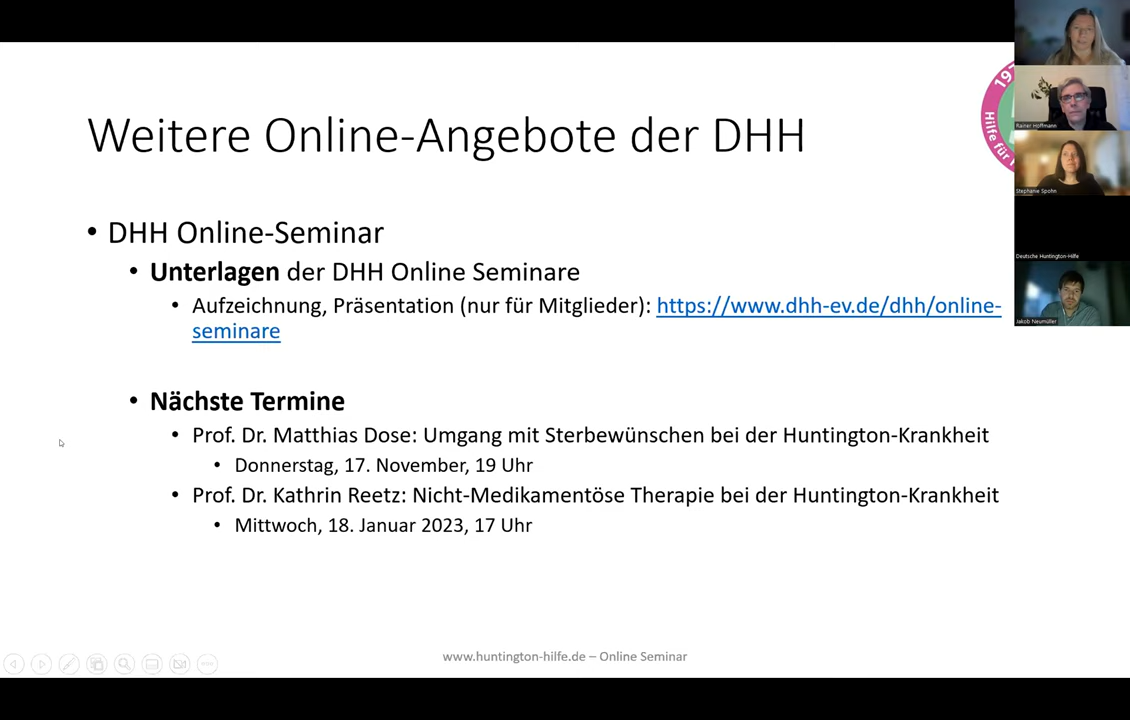 Weitere Online-Angebote der DHH
197
Hilfe für
• DHH Online-Seminar
• Unterlagen der DHH Online Seminare
• Aufzeichnung, Präsentation (nur für Mitglieder): https://www.dhh-ev.de/dhh/online-
seminare
• Nächste Termine
• Prof. Dr. Matthias Dose: Umgang mit Sterbewünschen bei der Huntington-Krankheit
• Donnerstag, 17. November, 19 Uhr
• Prof. Dr. Kathrin Reetz: Nicht-Medikamentöse Therapie bei der Huntington-Krankheit
• Mittwoch, 18. Januar 2023, 17 Uhr
www.huntington-hilfe.de – Online Seminar
Rainer Hoffmann
Stephanie Spohn
Deutsche Huntington-Hilfe
Jakob Neumüller